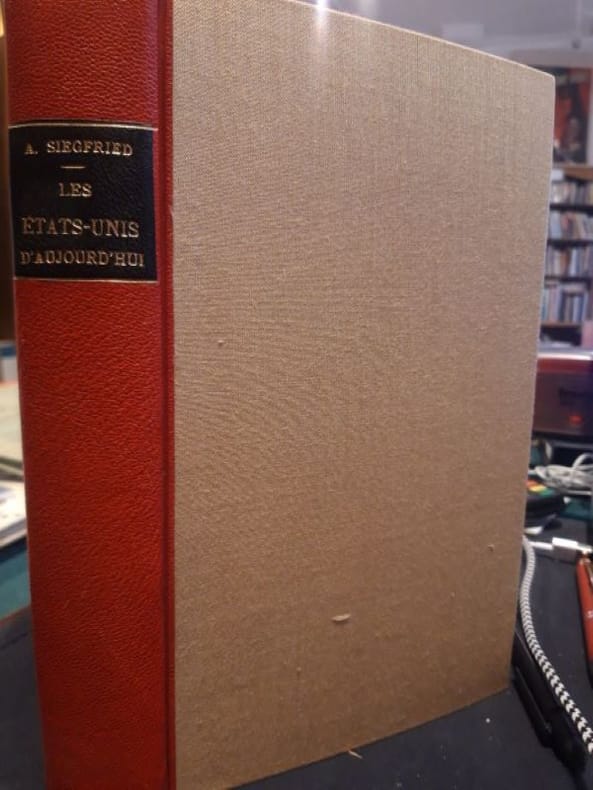 A. SIEGFRIED
LES
ÉTATS-UNIS
D'AUJOURD'HUI